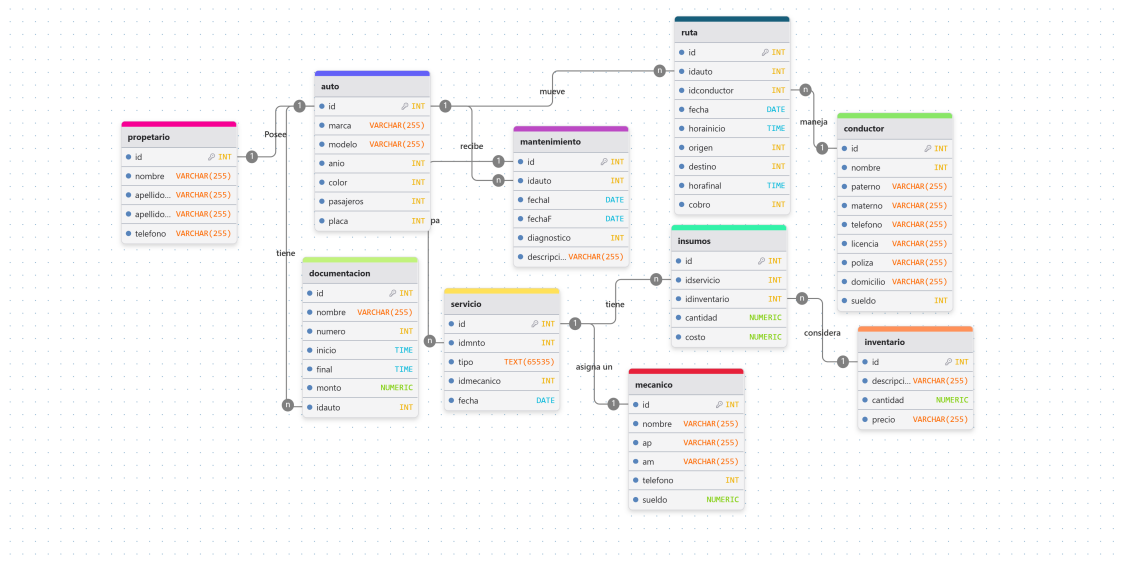 propetario
id INT
nombre VARCHAR(255)
apellido... VARCHAR(255)
apellido... VARCHAR(255)
telefono VARCHAR(255)
1
Posee
1
auto
id INT
marca VARCHAR(255)
modelo VARCHAR(255)
anio INT
color INT
pasajeros INT
placa INT
1
mueve
n
recibe
1
n
pa
tiene
n
mantenimiento
id INT
idauto INT
fechaI DATE
fechaF DATE
diagnostico INT
descripci... VARCHAR(255)
ruta
id INT
idauto INT
idconductor INT
fecha DATE
horainicio TIME
origen INT
destino INT
horafinal TIME
cobro INT
n
maneja
1
conductor
id INT
nombre INT
paterno VARCHAR(255)
materno VARCHAR(255)
telefono VARCHAR(255)
licencia VARCHAR(255)
poliza VARCHAR(255)
domicilio VARCHAR(255)
sueldo INT
documentacion
id INT
nombre VARCHAR(255)
numero INT
inicio TIME
final TIME
monto NUMERIC
idauto INT
n
servicio
id INT
idmnto INT
tipo TEXT(65535)
idmecanico INT
fecha DATE
1
tiene
n
asigna un
1
insumos
id INT
idservicio INT
idinventario INT
cantidad NUMERIC
costo NUMERIC
n
considera
1
mecanico
id INT
nombre VARCHAR(255)
ap VARCHAR(255)
am VARCHAR(255)
telefono INT
sueldo NUMERIC
inventario
id INT
descripci... VARCHAR(255)
cantidad NUMERIC
precio VARCHAR(255)